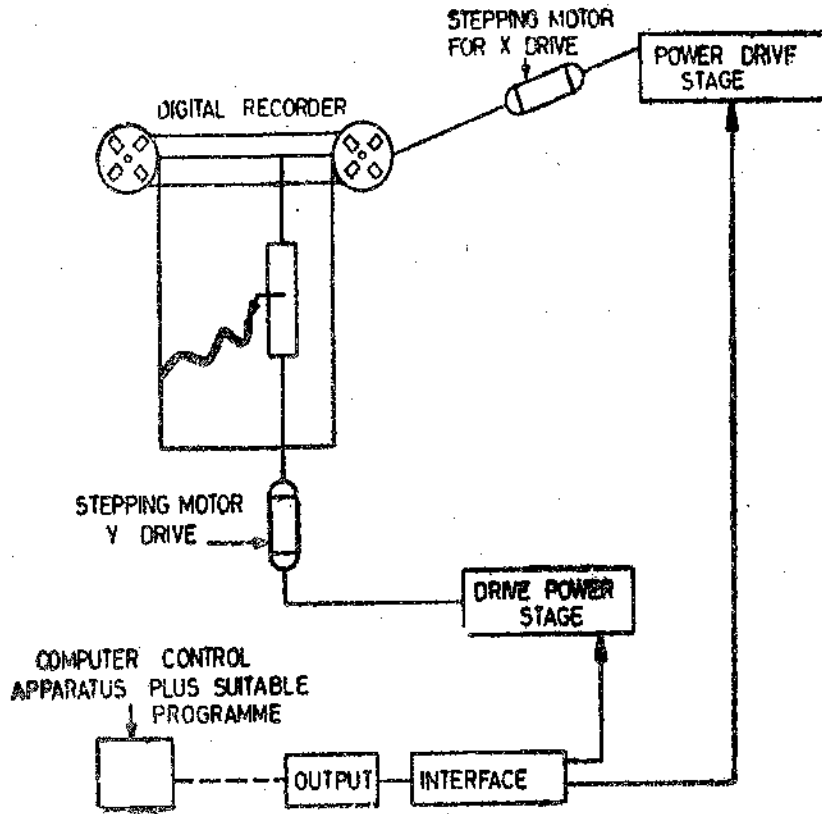 STEPPING MOTOR
FOR X DRIVE
POWER DRIVE
STAGE
DIGITAL RECORDER
STEPPING MOTOR
Y DRIVE
DRIVE POWER
STAGE
COMPUTER CONTROL
APPARATUS PLUS SUITABLE
PROGRAMME
OUTPUT
INTERFACE